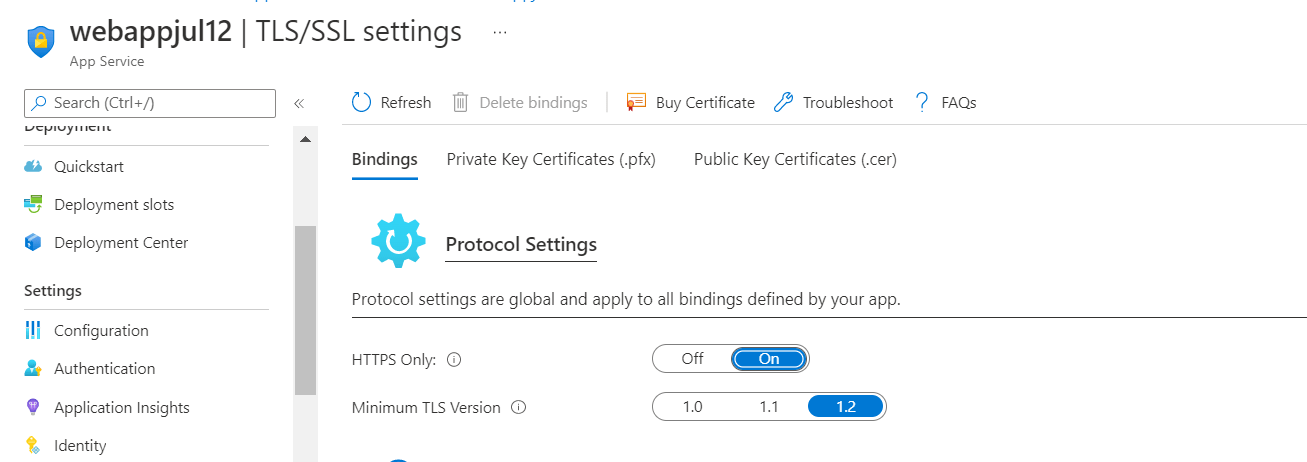 webappjul12 | TLS/SSL settings ...
App Service
Search (Ctrl+/) «
Refresh Delete bindings Buy Certificate Troubleshoot ? FAQs
Deployment
Quickstart
Deployment slots
Deployment Center
Settings
Configuration
Authentication
Application Insights
Identity
Bindings Private Key Certificates (.pfx) Public Key Certificates (.cer)
Protocol Settings
Protocol settings are global and apply to all bindings defined by your app.
HTTPS Only: Off On
Minimum TLS Version 1.0 1.1 1.2